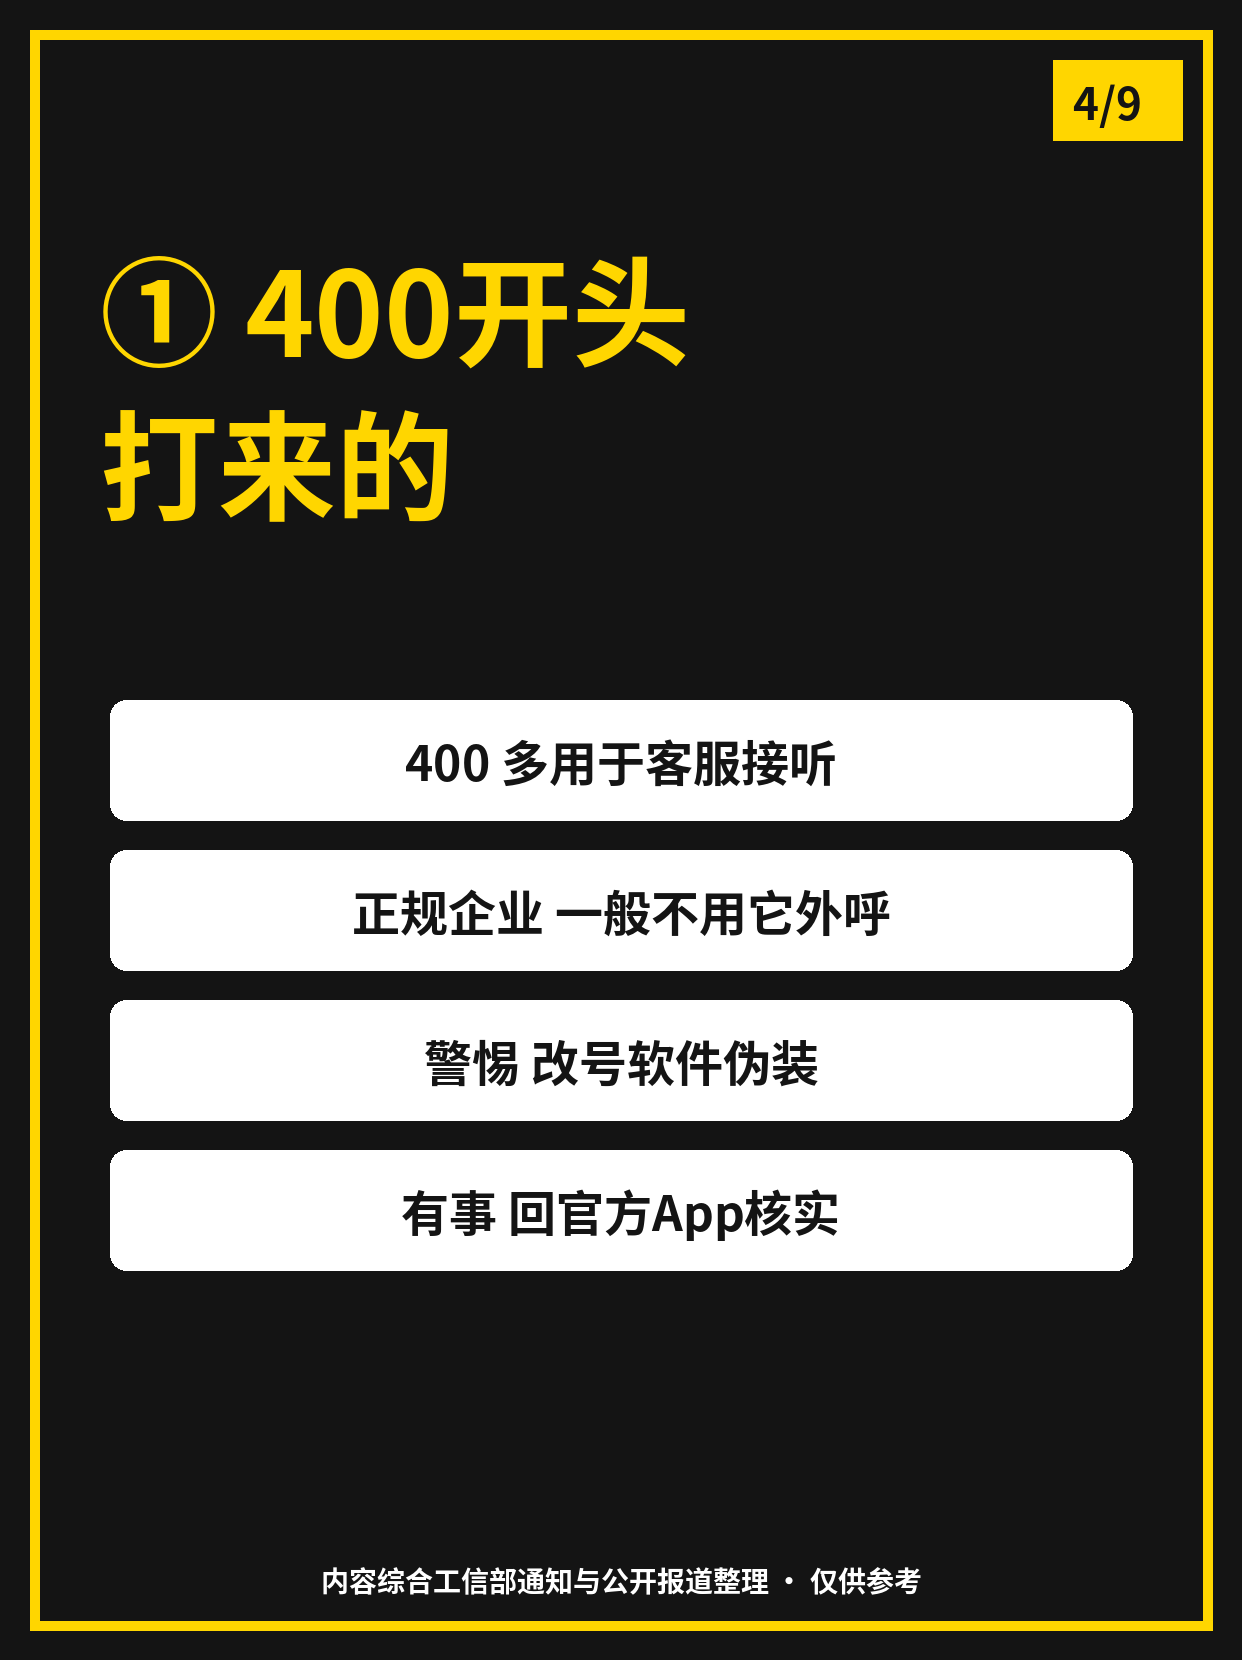 4/9
① 400开头
打来的
400 多用于客服接听
正规企业 一般不用它外呼
警惕 改号软件伪装
有事 回官方App核实
内容综合工信部通知与公开报道整理 · 仅供参考